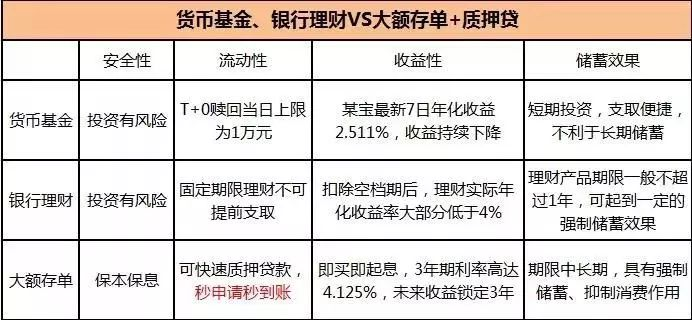 货币基金、银行理财VS大额存单+质押贷
安全性 流动性 收益性 储蓄效果
货币基金 投资有风险 T+0赎回当日上限 某宝最新7日年化收益 短期投资，支取便捷，
为1万元 2.511%，收益持续下降 不利于长期储蓄
银行理财 投资有风险 固定期限理财不可 扣除空档期后，理财实际年 理财产品期限一般不超
提前支取 化收益率大部分低于4% 过1年，可起到一定的
强制储蓄效果
大额存单 保本保息 可快速质押贷款， 即买即起息，3年期利率高达 期限中长期，具有强制
秒申请秒到账 4.125%，未来收益锁定3年 储蓄、抑制消费作用